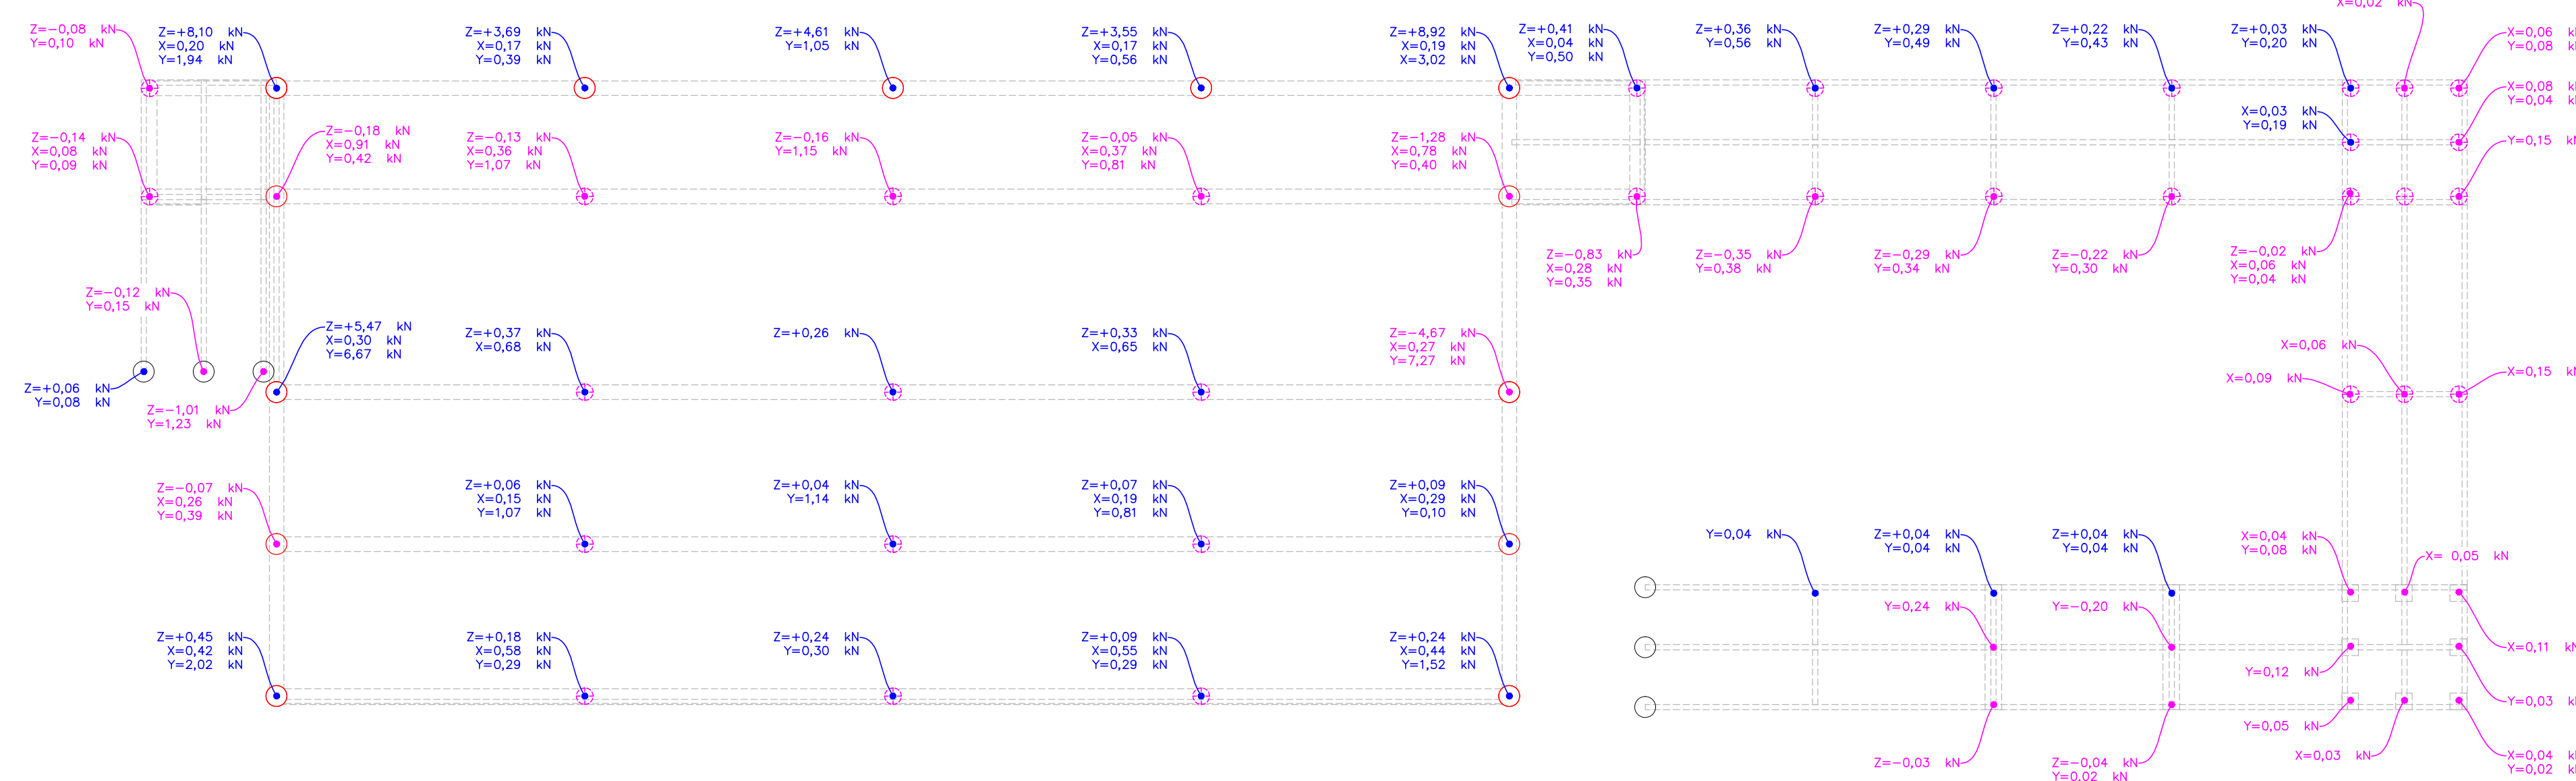 X=0,02  kN
Z=−0,08  kN
Y=0,10  kN
Z=+8,10  kN
X=0,20  kN
Y=1,94  kN
Z=+3,69  kN
X=0,17  kN
Y=0,39  kN
Z=+4,61  kN
Y=1,05  kN
Z=+3,55  kN
X=0,17  kN
Y=0,56  kN
Z=+8,92  kN
X=0,19  kN
X=3,02  kN
Z=+0,41  kN
X=0,04  kN
Y=0,50  kN
Z=+0,36  kN
Y=0,56  kN
Z=+0,29  kN
Y=0,49  kN
Z=+0,22  kN
Y=0,43  kN
Z=+0,03  kN
Y=0,20  kN
X=0,06  k
Y=0,08  k
X=0,08  k
Y=0,04  k
X=0,03  kN
Y=0,19  kN
Y=0,15  k
Z=−0,14  kN
X=0,08  kN
Y=0,09  kN
Z=−0,18  kN
X=0,91  kN
Y=0,42  kN
Z=−0,13  kN
X=0,36  kN
Y=1,07  kN
Z=−0,16  kN
Y=1,15  kN
Z=−0,05  kN
X=0,37  kN
Y=0,81  kN
Z=−1,28  kN
X=0,78  kN
Y=0,40  kN
Z=−0,83  kN
X=0,28  kN
Y=0,35  kN
Z=−0,35  kN
Y=0,38  kN
Z=−0,29  kN
Y=0,34  kN
Z=−0,22  kN
Y=0,30  kN
Z=−0,02  kN
X=0,06  kN
Y=0,04  kN
Z=−0,12  kN
Y=0,15  kN
Z=+5,47  kN
X=0,30  kN
Y=6,67  kN
Z=+0,37  kN
X=0,68  kN
Z=+0,26  kN
Z=+0,33  kN
X=0,65  kN
Z=−4,67  kN
X=0,27  kN
Y=7,27  kN
X=0,06  kN
X=0,09  kN
X=0,15  k
Z=+0,06  kN
Y=0,08  kN
Z=−1,01  kN
Y=1,23  kN
Z=−0,07  kN
X=0,26  kN
Y=0,39  kN
Z=+0,06  kN
X=0,15  kN
Y=1,07  kN
Z=+0,04  kN
Y=1,14  kN
Z=+0,07  kN
X=0,19  kN
Y=0,81  kN
Z=+0,09  kN
X=0,29  kN
Y=0,10  kN
Y=0,04  kN
Z=+0,04  kN
Y=0,04  kN
Z=+0,04  kN
Y=0,04  kN
X=0,04  kN
Y=0,08  kN
X= 0,05  kN
Y=0,24  kN
Y=−0,20  kN
X=0,11  k
Z=+0,45  kN
X=0,42  kN
Y=2,02  kN
Z=+0,18  kN
X=0,58  kN
Y=0,29  kN
Z=+0,24  kN
Y=0,30  kN
Z=+0,09  kN
X=0,55  kN
Y=0,29  kN
Z=+0,24  kN
X=0,44  kN
Y=1,52  kN
Y=0,12  kN
Y=0,03  k
Y=0,05  kN
Z=−0,03  kN
Z=−0,04  kN
Y=0,02  kN
X=0,03  kN
X=0,04  k
Y=0,02  k